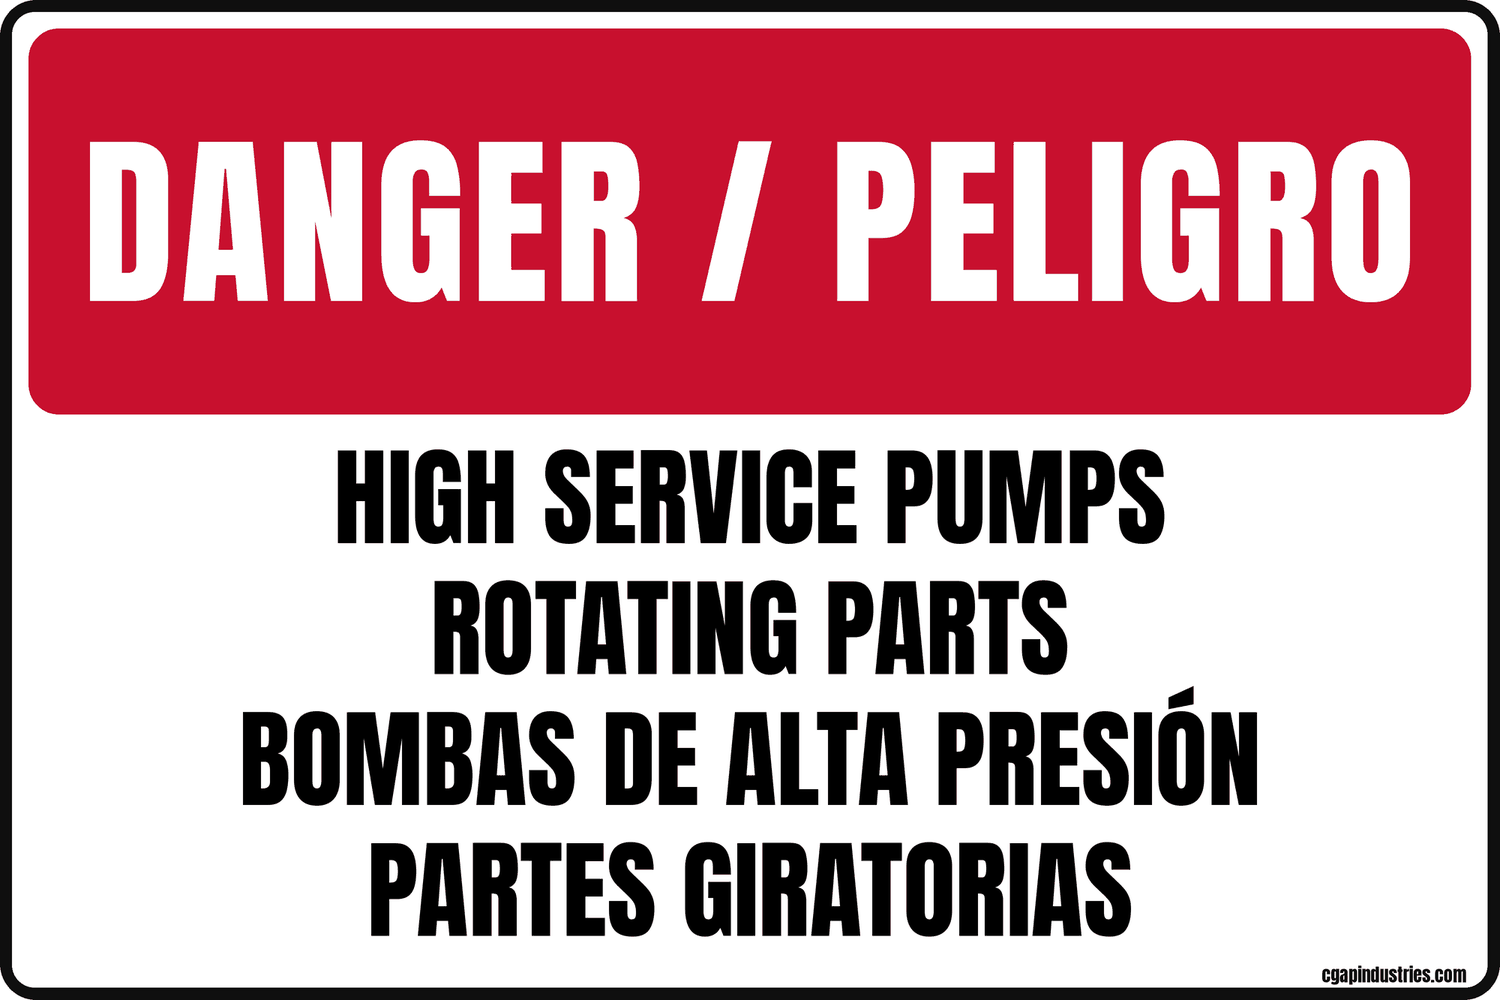 DANGER / PELIGRO
HIGH SERVICE PUMPS
ROTATING PARTS
BOMBAS DE ALTA PRESIÓN
PARTES GIRATORIAS
cgapindustries.com